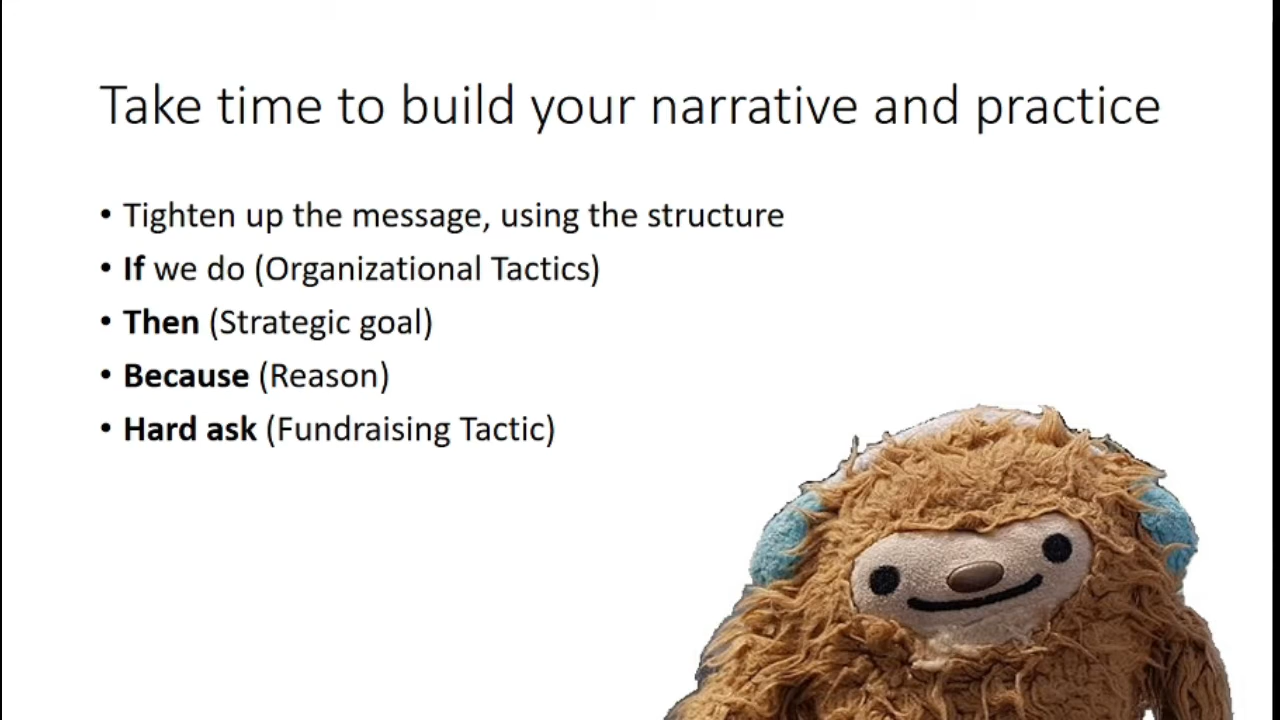 Take time to build your narrative and practice
• Tighten up the message, using the structure
• If we do (Organizational Tactics)
• Then (Strategic goal)
• Because (Reason)
• Hard ask (Fundraising Tactic)